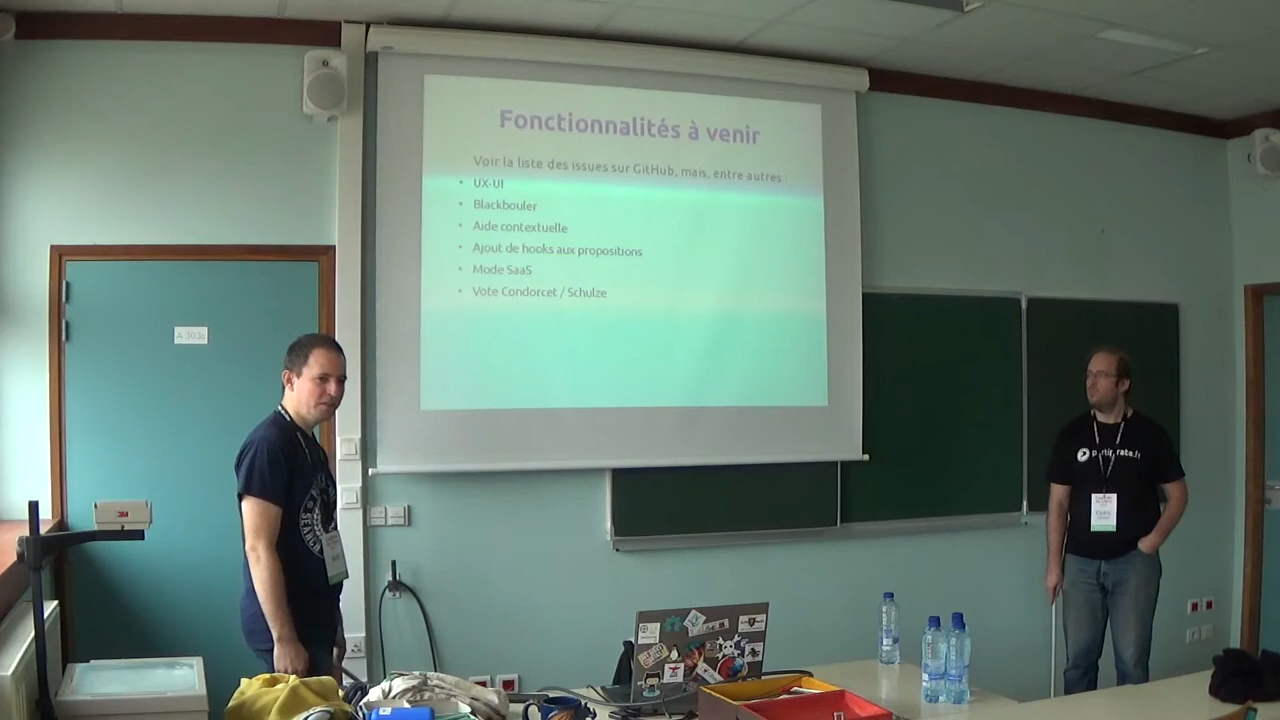 Fonctionnalités à venir
Voir la liste des issues sur GitHub, mais, entre autres :
• UX-UI
• Blackbouler
• Aide contextuelle
• Ajout de hooks aux propositions
• Mode SaaS
• Vote Condorcet / Schulze
3M